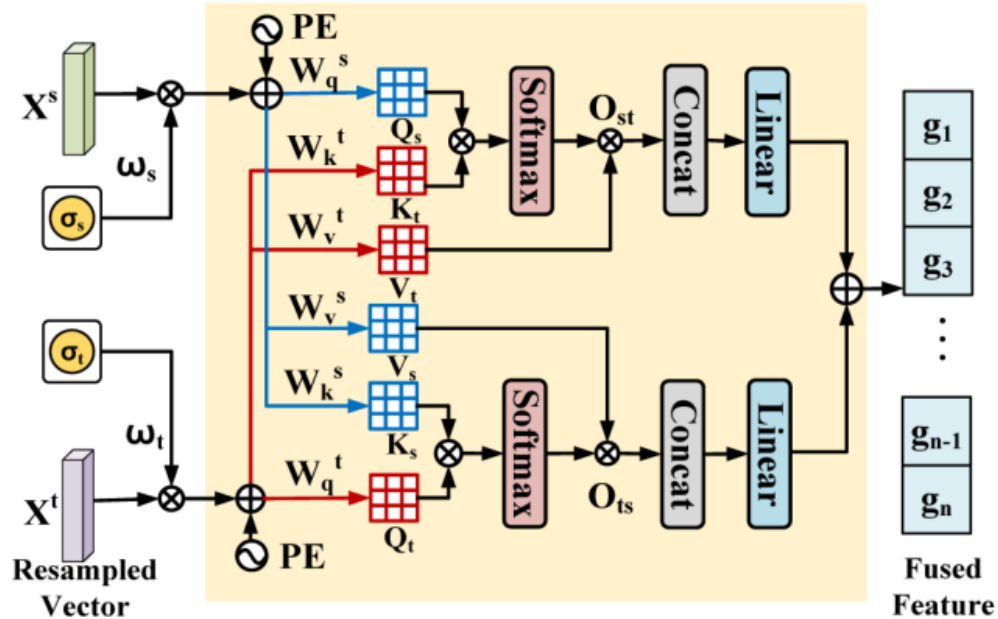 PE
X^s
ω_s
σ_s
W_q^s
Q_s
W_k^t
K_t
W_v^t
V_t
Softmax
O_st
Concat
Linear
g_1
g_2
g_3
⋮
g_n-1
g_n
W_v^s
V_s
W_k^s
K_s
W_q^t
Q_t
Softmax
O_ts
Concat
Linear
σ_t
ω_t
X^t
PE
Resampled
Vector
Fused
Feature